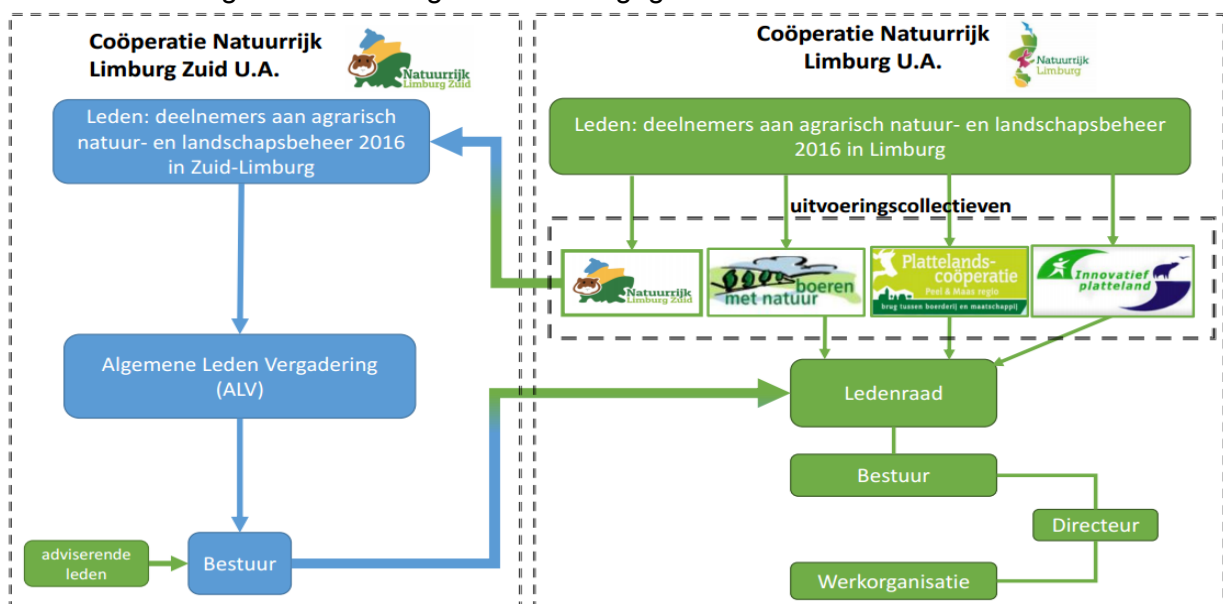 Coöperatie Natuurrijk
Limburg Zuid U.A.
Natuurrijk
Limburg Zuid
Leden: deelnemers aan agrarisch
natuur- en landschapsbeheer 2016
in Zuid-Limburg
Algemene Leden Vergadering
(ALV)
adviserende
leden
Bestuur
Coöperatie Natuurrijk
Limburg U.A.
Natuurrijk
Limburg
Leden: deelnemers aan agrarisch natuur- en landschapsbeheer
2016 in Limburg
uitvoeringscollectieven
Natuurrijk
Limburg Zuid
boeren
met natuur
Plattelands-
coöperatie
Peel & Maas regio
brug tussen boerderij en maatschappij
Innovatief
platteland
Ledenraad
Bestuur
Directeur
Werkorganisatie